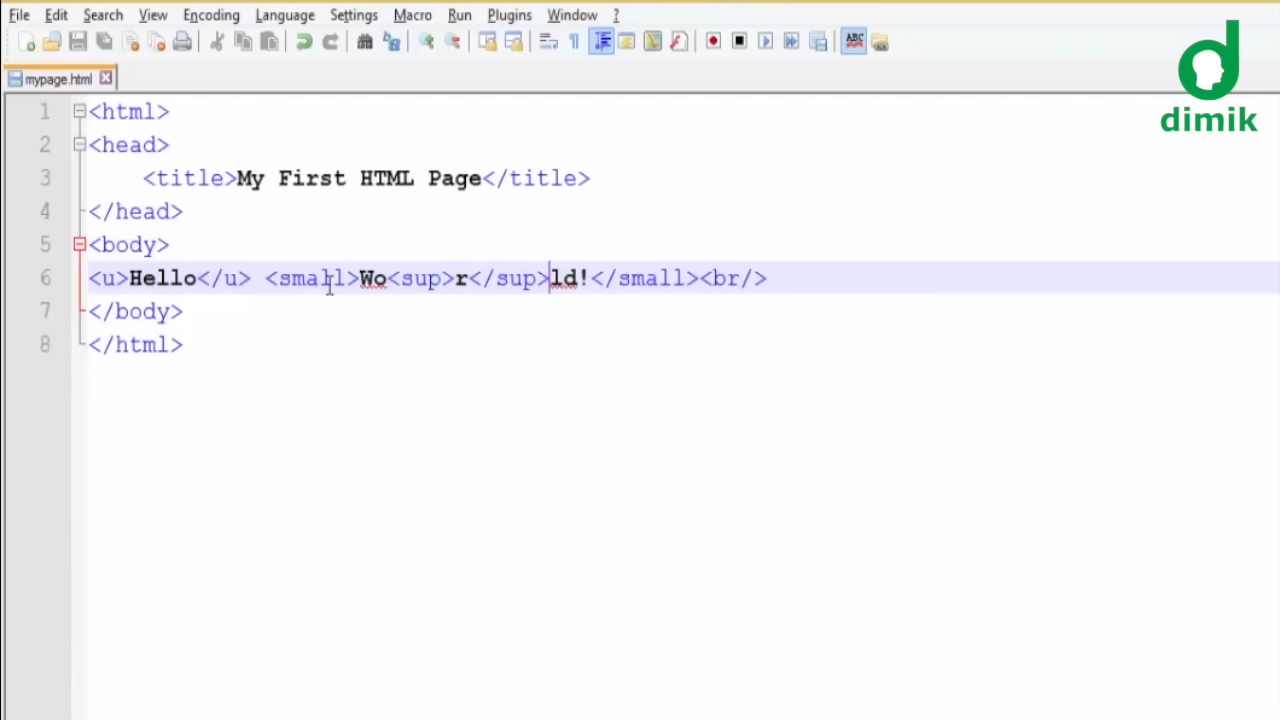 File Edit Search View Encoding Language Settings Macro Run Plugins Window ?
ABC
dimik
mypage.html
1 <html>
2 <head>
3 <title>My First HTML Page</title>
4 </head>
5 <body>
6 <u>Hello</u> <small>Wo<sup>r</sup>ld!</small><br/>
7 </body>
8 </html>